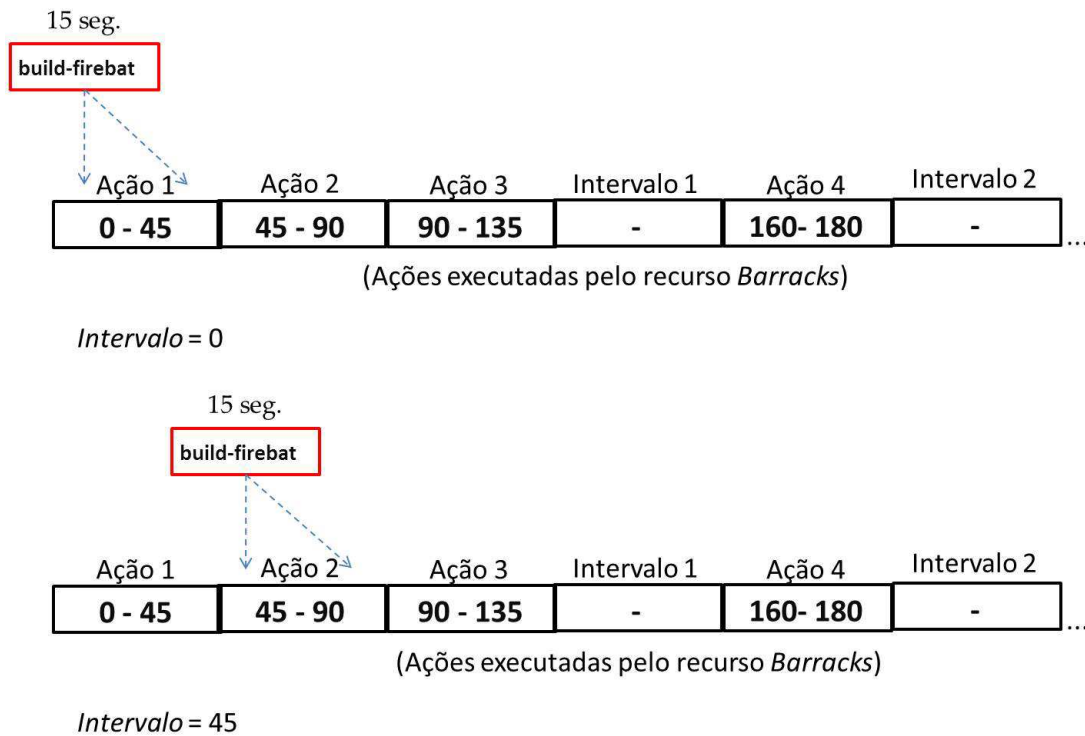 15 seg.
build-firebat
Ação 1 Ação 2 Ação 3 Intervalo 1 Ação 4 Intervalo 2
0 - 45 45 - 90 90 - 135 - 160- 180 - ...
(Ações executadas pelo recurso Barracks)
Intervalo = 0
15 seg.
build-firebat
Ação 1 Ação 2 Ação 3 Intervalo 1 Ação 4 Intervalo 2
0 - 45 45 - 90 90 - 135 - 160- 180 - ...
(Ações executadas pelo recurso Barracks)
Intervalo = 45